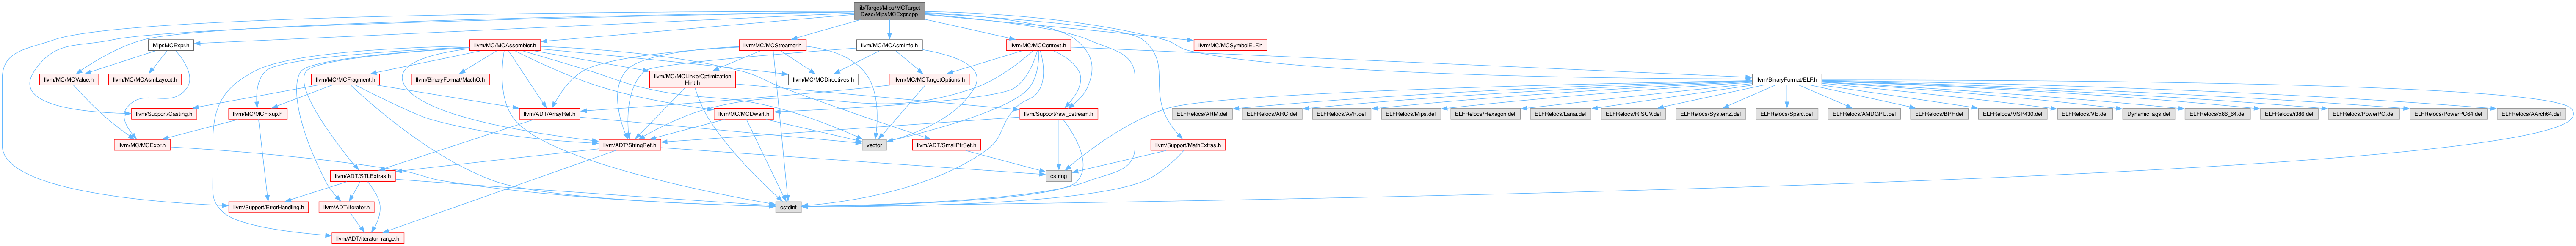 lib/Target/Mips/MCTarget
Desc/MipsMCExpr.cpp
MipsMCExpr.h
llvm/MC/MCAssembler.h
llvm/MC/MCStreamer.h
llvm/MC/MCAsmInfo.h
llvm/MC/MCContext.h
llvm/MC/MCSymbolELF.h
llvm/MC/MCValue.h
llvm/MC/MCAsmLayout.h
llvm/MC/MCFragment.h
llvm/BinaryFormat/MachO.h
llvm/MC/MCLinkerOptimization
Hint.h
llvm/MC/MCDirectives.h
llvm/MC/MCTargetOptions.h
llvm/BinaryFormat/ELF.h
llvm/Support/Casting.h
llvm/MC/MCFixup.h
llvm/ADT/ArrayRef.h
llvm/MC/MCDwarf.h
llvm/Support/raw_ostream.h
ELFRelocs/ARM.def
ELFRelocs/ARC.def
ELFRelocs/AVR.def
ELFRelocs/Mips.def
ELFRelocs/Hexagon.def
ELFRelocs/Lanai.def
ELFRelocs/RISCV.def
ELFRelocs/SystemZ.def
ELFRelocs/Sparc.def
ELFRelocs/AMDGPU.def
ELFRelocs/BPF.def
ELFRelocs/MSP430.def
ELFRelocs/VE.def
DynamicTags.def
ELFRelocs/x86_64.def
ELFRelocs/i386.def
ELFRelocs/PowerPC.def
ELFRelocs/PowerPC64.def
ELFRelocs/AArch64.def
llvm/MC/MCExpr.h
llvm/ADT/StringRef.h
vector
llvm/ADT/SmallPtrSet.h
llvm/Support/MathExtras.h
llvm/ADT/STLExtras.h
cstring
llvm/Support/ErrorHandling.h
llvm/ADT/iterator.h
cstdint
llvm/ADT/iterator_range.h